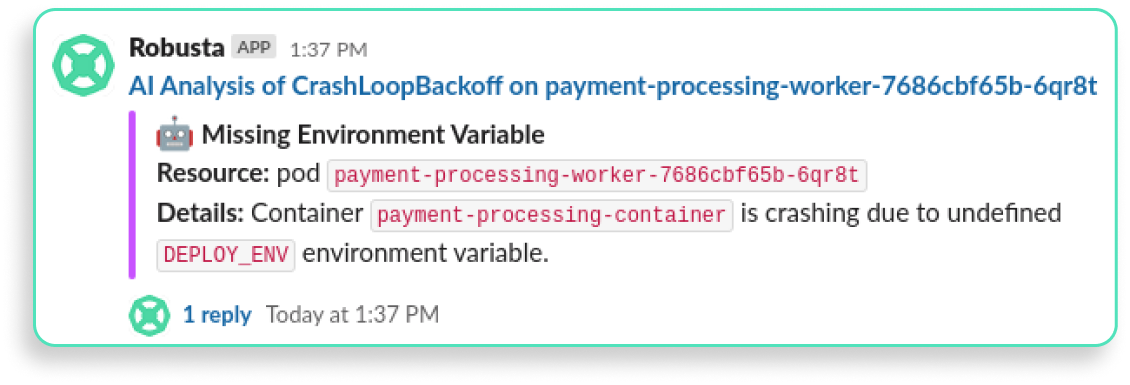 Robusta APP 1:37 PM
AI Analysis of CrashLoopBackoff on payment-processing-worker-7686cbf65b-6qr8t
Missing Environment Variable
Resource: pod payment-processing-worker-7686cbf65b-6qr8t
Details: Container payment-processing-container is crashing due to undefined
DEPLOY_ENV environment variable.
1 reply Today at 1:37 PM